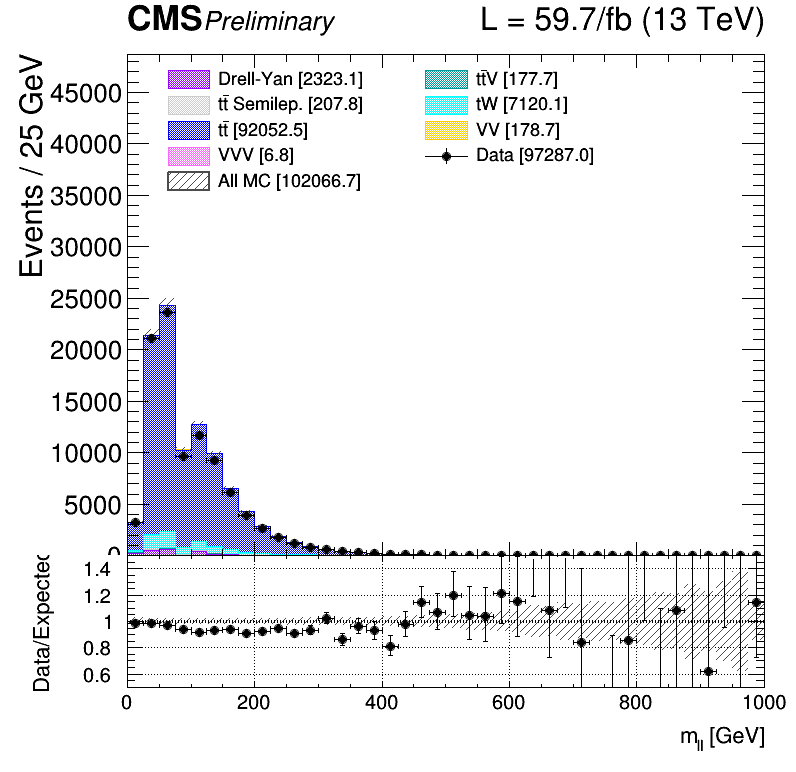 CMS Preliminary L = 59.7/fb (13 TeV)
Events / 25 GeV
45000
40000
35000
30000
25000
20000
15000
10000
5000
0
Drell-Yan [2323.1]
tt̄ Semilep. [207.8]
tt̄ [92052.5]
VVV [6.8]
All MC [102066.7]
tt̄V [177.7]
tW [7120.1]
VV [178.7]
Data [97287.0]
Data/Expected
1.4
1.2
1
0.8
0.6
0 200 400 600 800 1000
m_ll [GeV]